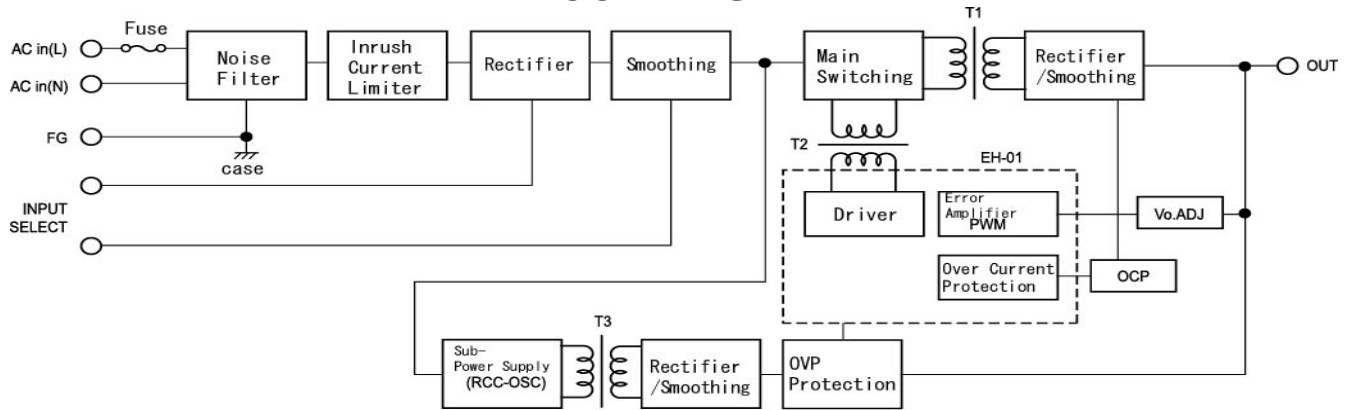 T1
Fuse
AC in(L)
AC in(N)
Noise
Filter
Inrush
Current
Limiter
Rectifier
Smoothing
Main
Switching
Rectifier
/Smoothing
OUT
FG
case
T2
EH-01
INPUT
SELECT
Driver
Error
Amplifier
PWM
Vo.ADJ
Over Current
Protection
OCP
T3
Sub-
Power Supply
(RCC-OSC)
Rectifier
/Smoothing
OVP
Protection